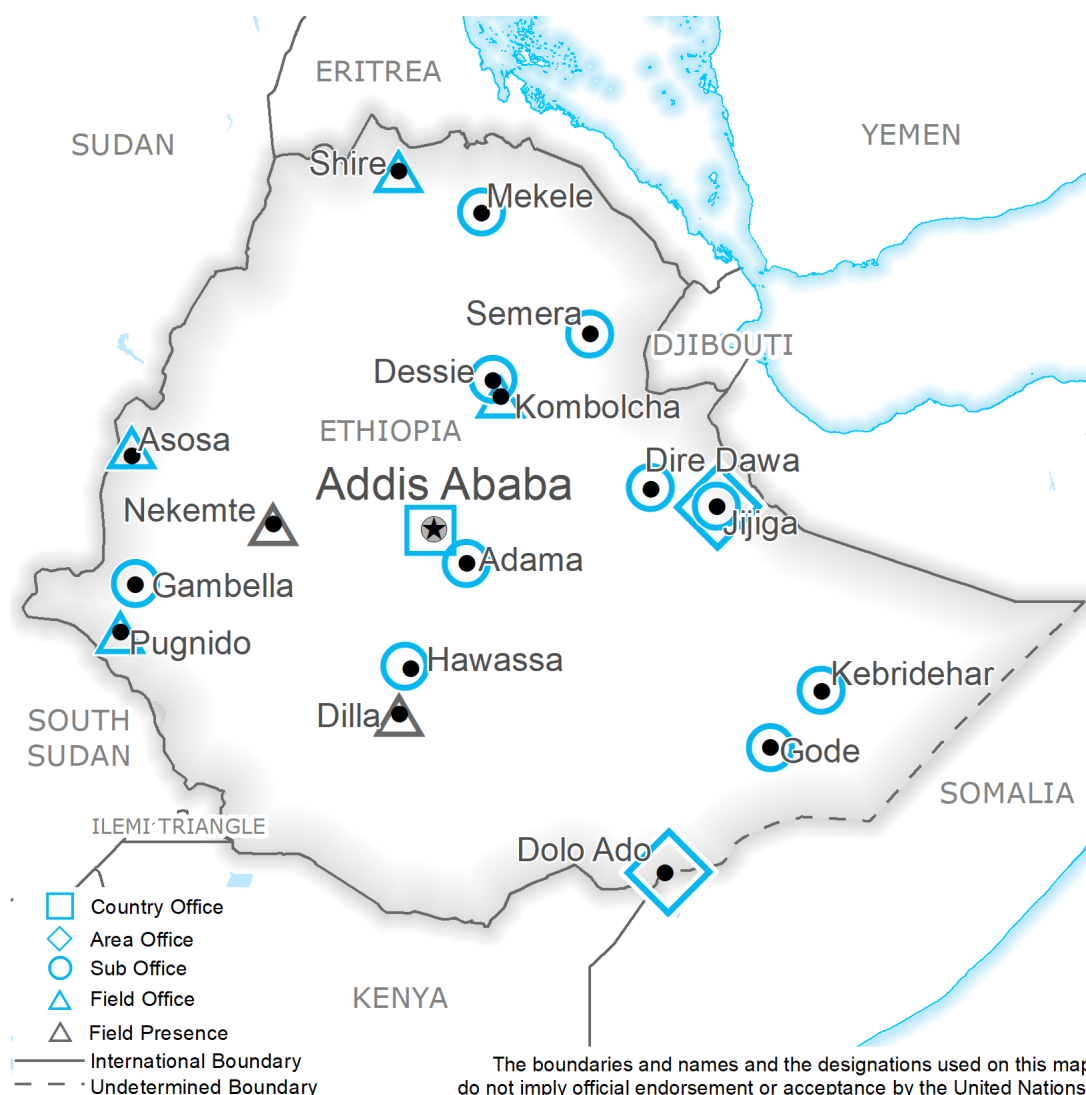 ERITREA
SUDAN
YEMEN
Shire
Mekele
Semera
DJIBOUTI
Dessie
Kombolcha
ETHIOPIA
Asosa
Dire Dawa
Addis Ababa
Nekemte
Jijiga
Adama
Gambella
Pugnido
Hawassa
Kebridehar
Dilla
SOUTH
SUDAN
Gode
SOMALIA
ILEMI TRIANGLE
Dolo Ado
Country Office
Area Office
Sub Office
Field Office
KENYA
Field Presence
International Boundary
Undetermined Boundary
The boundaries and names and the designations used on this map
do not imply official endorsement or acceptance by the United Nations.